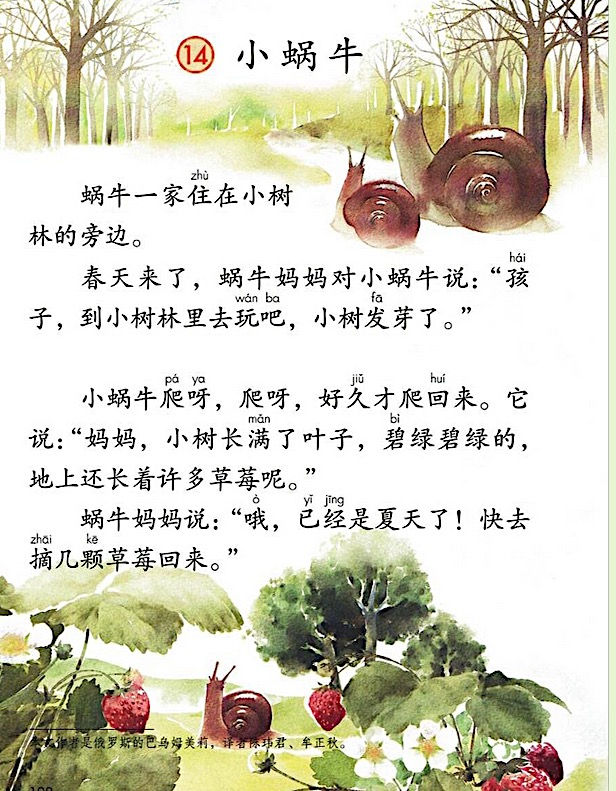 14 小蜗牛
zhù
蜗牛一家住在小树
林的旁边。
hái
春天来了，蜗牛妈妈对小蜗牛说：“孩
wán ba fā
子，到小树林里去玩吧，小树发芽了。”
pá ya jiǔ huí
小蜗牛爬呀，爬呀，好久才爬回来。它
mǎn bì
说：“妈妈，小树长满了叶子，碧绿碧绿的，
地上还长着许多草莓呢。”
ò yǐ jīng
蜗牛妈妈说：“哦，已经是夏天了！快去
zhāi kē
摘几颗草莓回来。”
作者是俄罗斯的巴乌姆美莉，译者陈玮君、牟正秋。